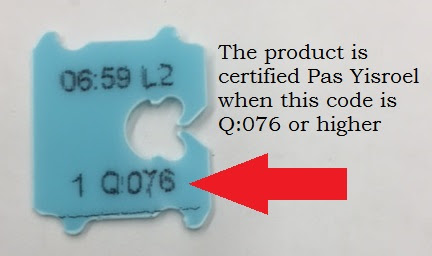 06:59 L2
1 Q:076
The product is
certified Pas Yisroel
when this code is
Q:076 or higher